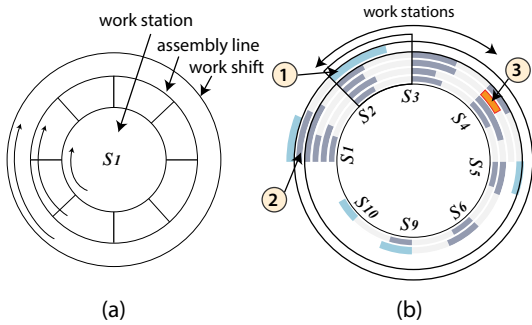 work station
assembly line
work shift
S1
(a)
work stations
1
2
3
S1
S2
S3
S4
S5
S6
S9
S10
(b)